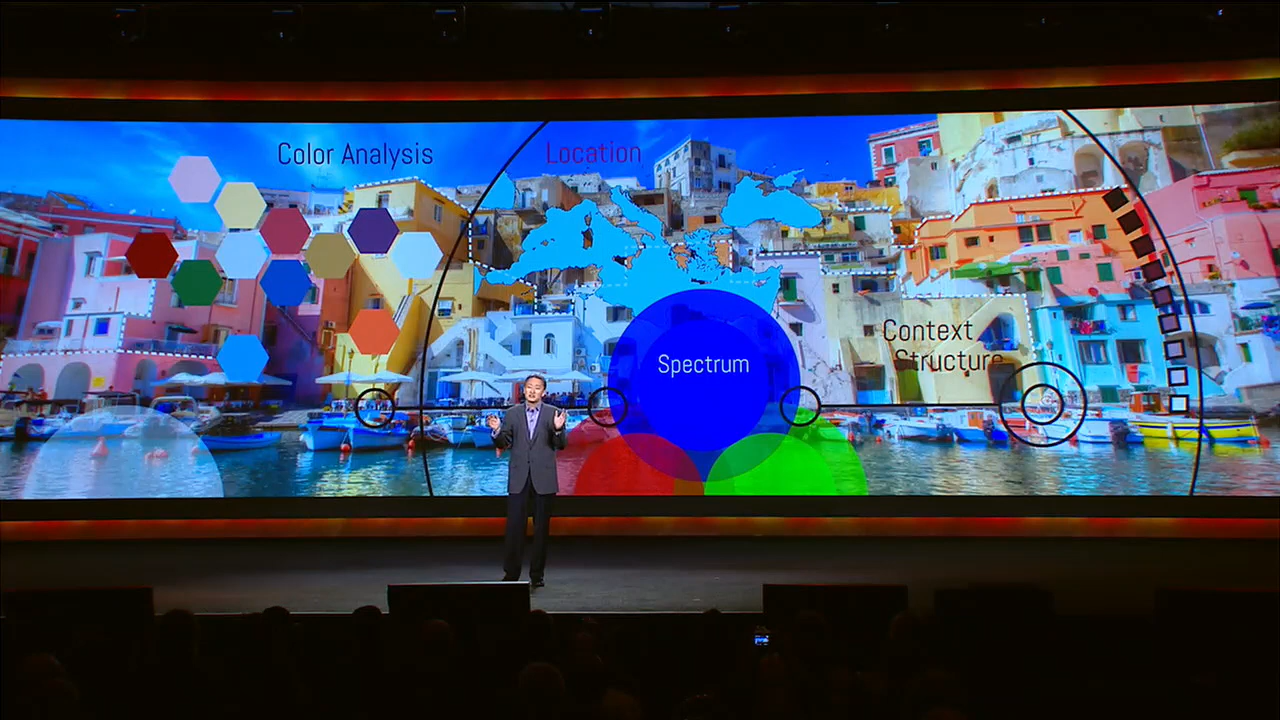 Color Analysis
Location
Spectrum
Context
Structure